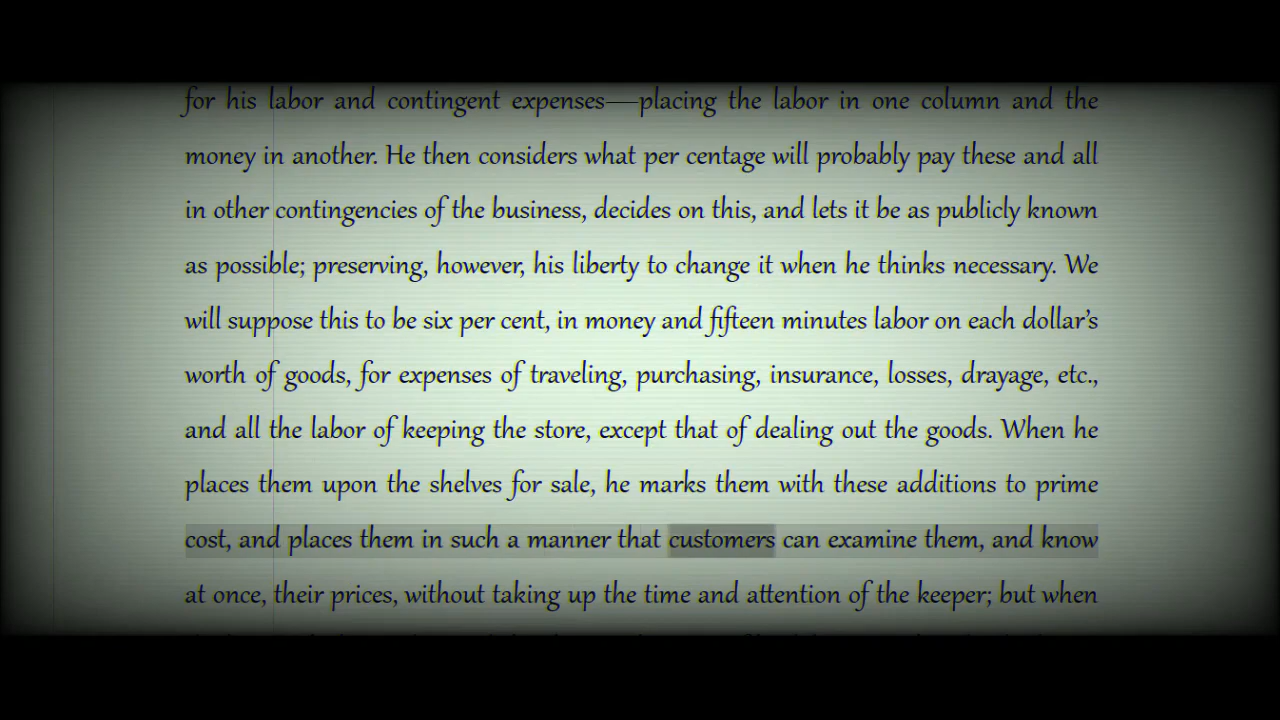 for his labor and contingent expenses—placing the labor in one column and the
money in another. He then considers what per centage will probably pay these and all
in other contingencies of the business, decides on this, and lets it be as publicly known
as possible; preserving, however, his liberty to change it when he thinks necessary. We
will suppose this to be six per cent, in money and fifteen minutes labor on each dollar’s
worth of goods, for expenses of traveling, purchasing, insurance, losses, drayage, etc.,
and all the labor of keeping the store, except that of dealing out the goods. When he
places them upon the shelves for sale, he marks them with these additions to prime
cost, and places them in such a manner that customers can examine them, and know
at once, their prices, without taking up the time and attention of the keeper; but when